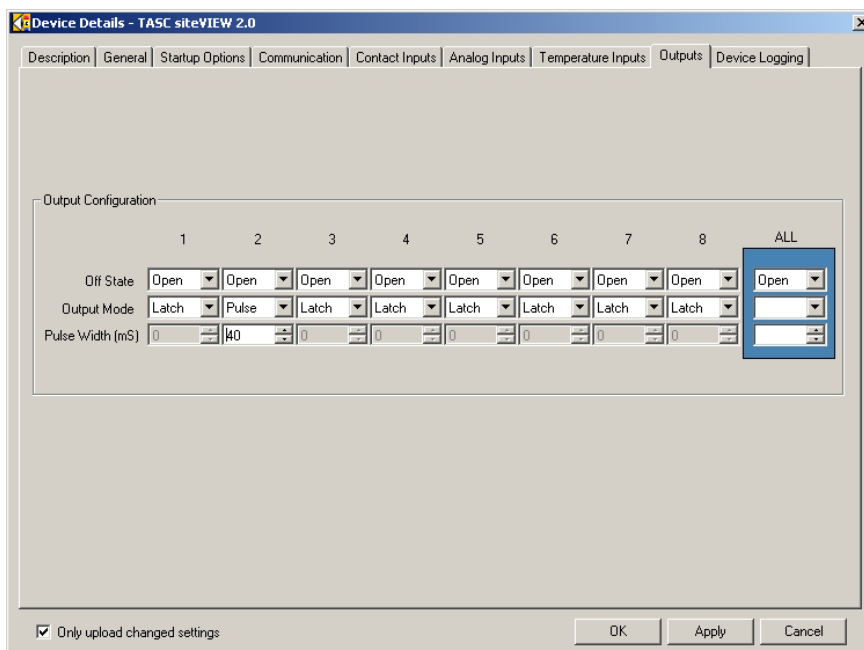 Device Details - TASC siteVIEW 2.0
Description General Startup Options Communication Contact Inputs Analog Inputs Temperature Inputs Outputs Device Logging
Output Configuration
1 2 3 4 5 6 7 8 ALL
Off State Open Open Open Open Open Open Open Open Open
Output Mode Latch Pulse Latch Latch Latch Latch Latch Latch
Pulse Width (mS) 0 40 0 0 0 0 0 0
Only upload changed settings OK Apply Cancel